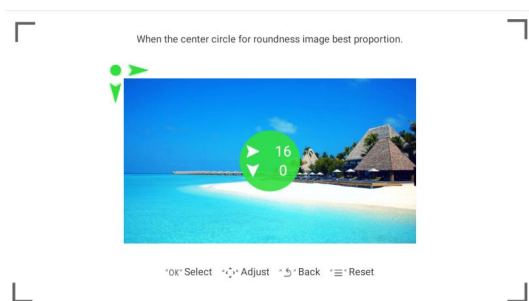 When the center circle for roundness image best proportion.
16
0
"OK" Select " " Adjust " " Back " " Reset